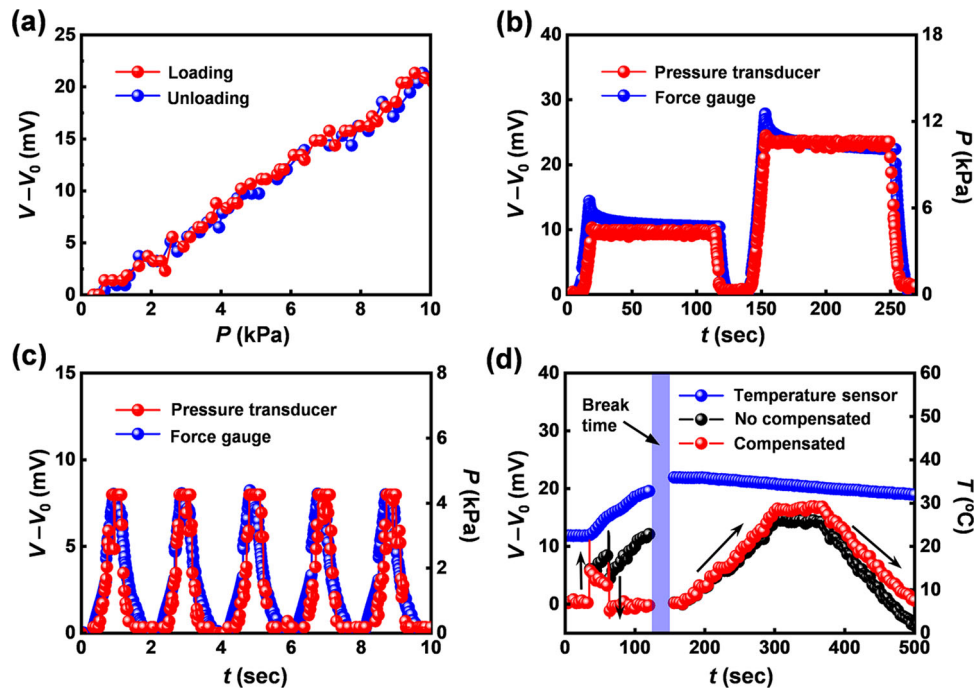 (a)
25
20
15
10
5
0
V – V0 (mV)
Loading
Unloading
0 2 4 6 8 10
P (kPa)
(b)
40
30
20
10
0
V – V0 (mV)
Pressure transducer
Force gauge
18
12
6
0
P (kPa)
0 50 100 150 200 250
t (sec)
(c)
15
10
5
0
V – V0 (mV)
Pressure transducer
Force gauge
8
6
4
2
0
P (kPa)
0 2 4 6 8 10
t (sec)
(d)
40
30
20
10
0
V – V0 (mV)
Break
time
Temperature sensor
No compensated
Compensated
60
50
40
30
20
10
0
T (°C)
0 100 200 300 400 500
t (sec)